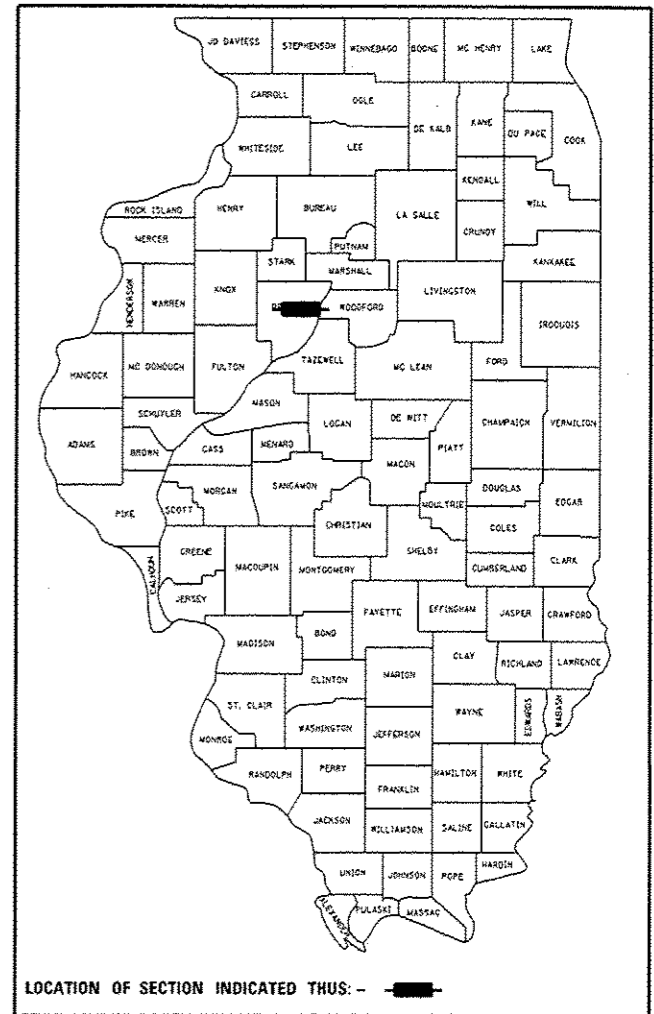 JO DAVIESS STEPHENSON WINNEBAGO BOONE MC HENRY LAKE
CARROLL OGLE DE KALB KANE DU PAGE COOK
WHITESIDE LEE
KENDALL WILL
ROCK ISLAND HENRY BUREAU LA SALLE GRUNDY
MERCER PUTNAM
STARK MARSHALL KANKAKEE
HENDERSON WARREN KNOX WOODFORD LIVINGSTON IROQUOIS
HANCOCK MC DONOUGH FULTON TAZEWELL MC LEAN FORD
MASON
SCHUYLER LOGAN DE WITT CHAMPAIGN VERMILION
ADAMS BROWN CASS MENARD PIATT
MACON
MORGAN SANGAMON DOUGLAS
PIKE SCOTT MOULTRIE EDGAR
CHRISTIAN COLES
GREENE SHELBY
CALHOUN MACOUPIN MONTGOMERY CUMBERLAND CLARK
JERSEY
FAYETTE EFFINGHAM JASPER CRAWFORD
BOND
MADISON CLAY RICHLAND LAWRENCE
CLINTON MARION
ST. CLAIR WAYNE EDWARDS WABASH
WASHINGTON JEFFERSON
MONROE
RANDOLPH PERRY HAMILTON WHITE
FRANKLIN
JACKSON WILLIAMSON SALINE GALLATIN
UNION JOHNSON POPE HARDIN
ALEXANDER PULASKI MASSAC
LOCATION OF SECTION INDICATED THUS: -